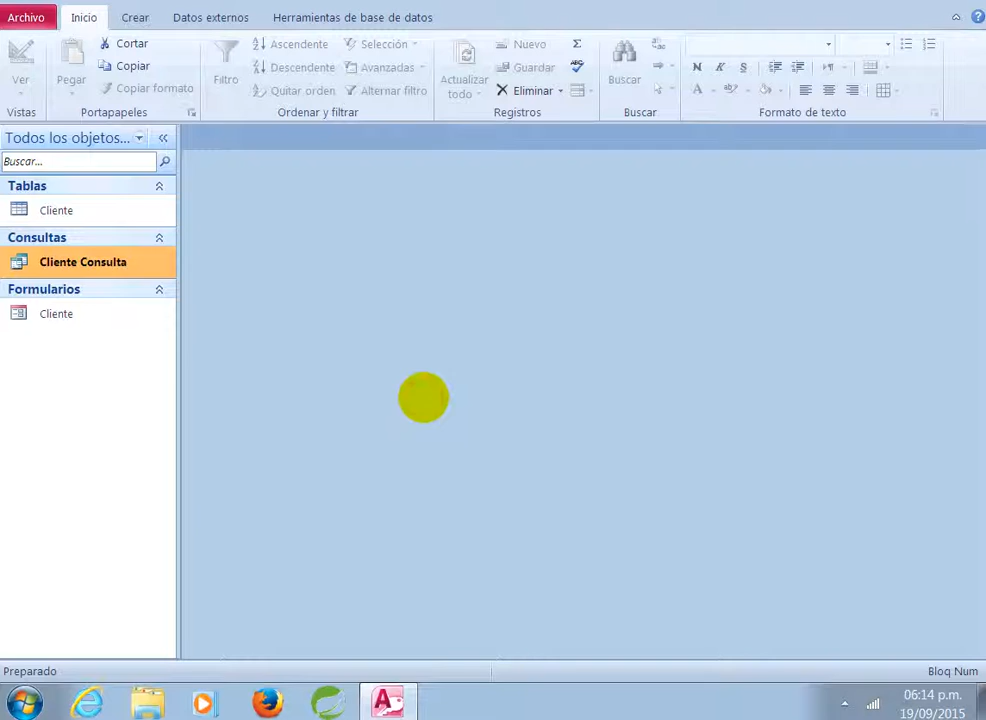 Archivo Inicio Crear Datos externos Herramientas de base de datos
Ver
Vistas
Pegar
Cortar
Copiar
Copiar formato
Portapapeles
Filtro
Ascendente
Descendente
Quitar orden
Selección
Avanzadas
Alternar filtro
Ordenar y filtrar
Actualizar
todo
Nuevo
Guardar
Eliminar
Registros
Buscar
Buscar
N K S
A
Formato de texto
Todos los objetos...
Buscar...
Tablas
Cliente
Consultas
Cliente Consulta
Formularios
Cliente
Preparado
Bloq Num
06:14 p.m.
19/09/2015